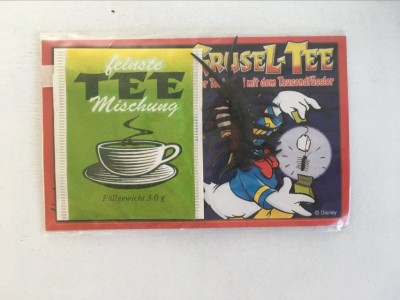 feinste
TEE
Mischung
Füllgewicht 3.0 g
GRUSEL-TEE
mit dem Tausendfüssler
© Disney